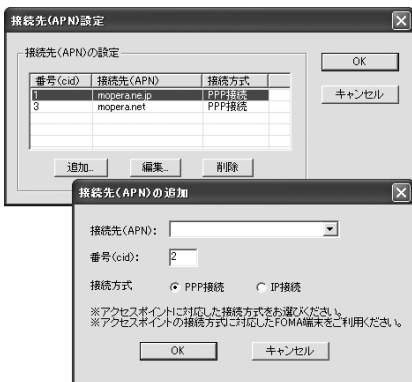 接続先(APN)設定
接続先(APN)の設定
番号(cid) 接続先(APN) 接続方式
1 mopera.ne.jp PPP接続
3 mopera.net PPP接続
追加... 編集... 削除
OK
キャンセル
接続先(APN)の追加
接続先(APN):
番号(cid): 2
接続方式 PPP接続 IP接続
※アクセスポイントに対応した接続方式をお選びください。
※アクセスポイントの接続方式に対応したFOMA端末をご利用ください。
OK キャンセル